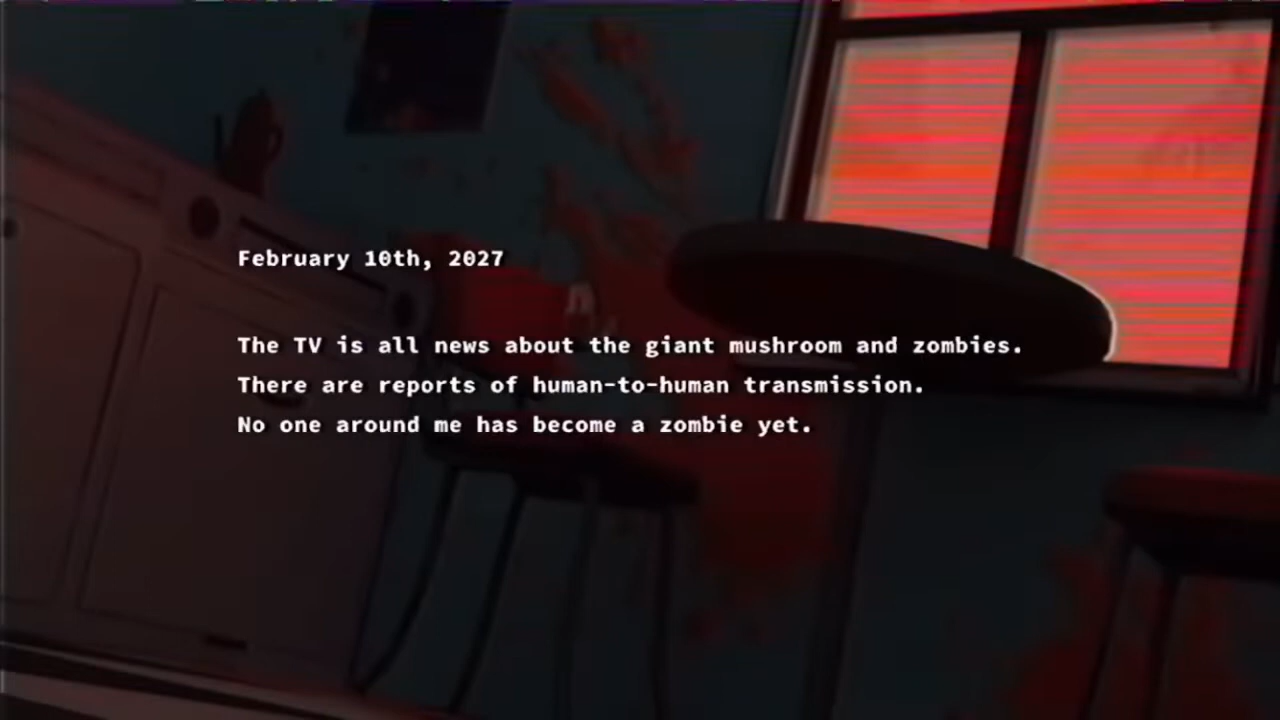 February 10th, 2027
The TV is all news about the giant mushroom and zombies.
There are reports of human-to-human transmission.
No one around me has become a zombie yet.